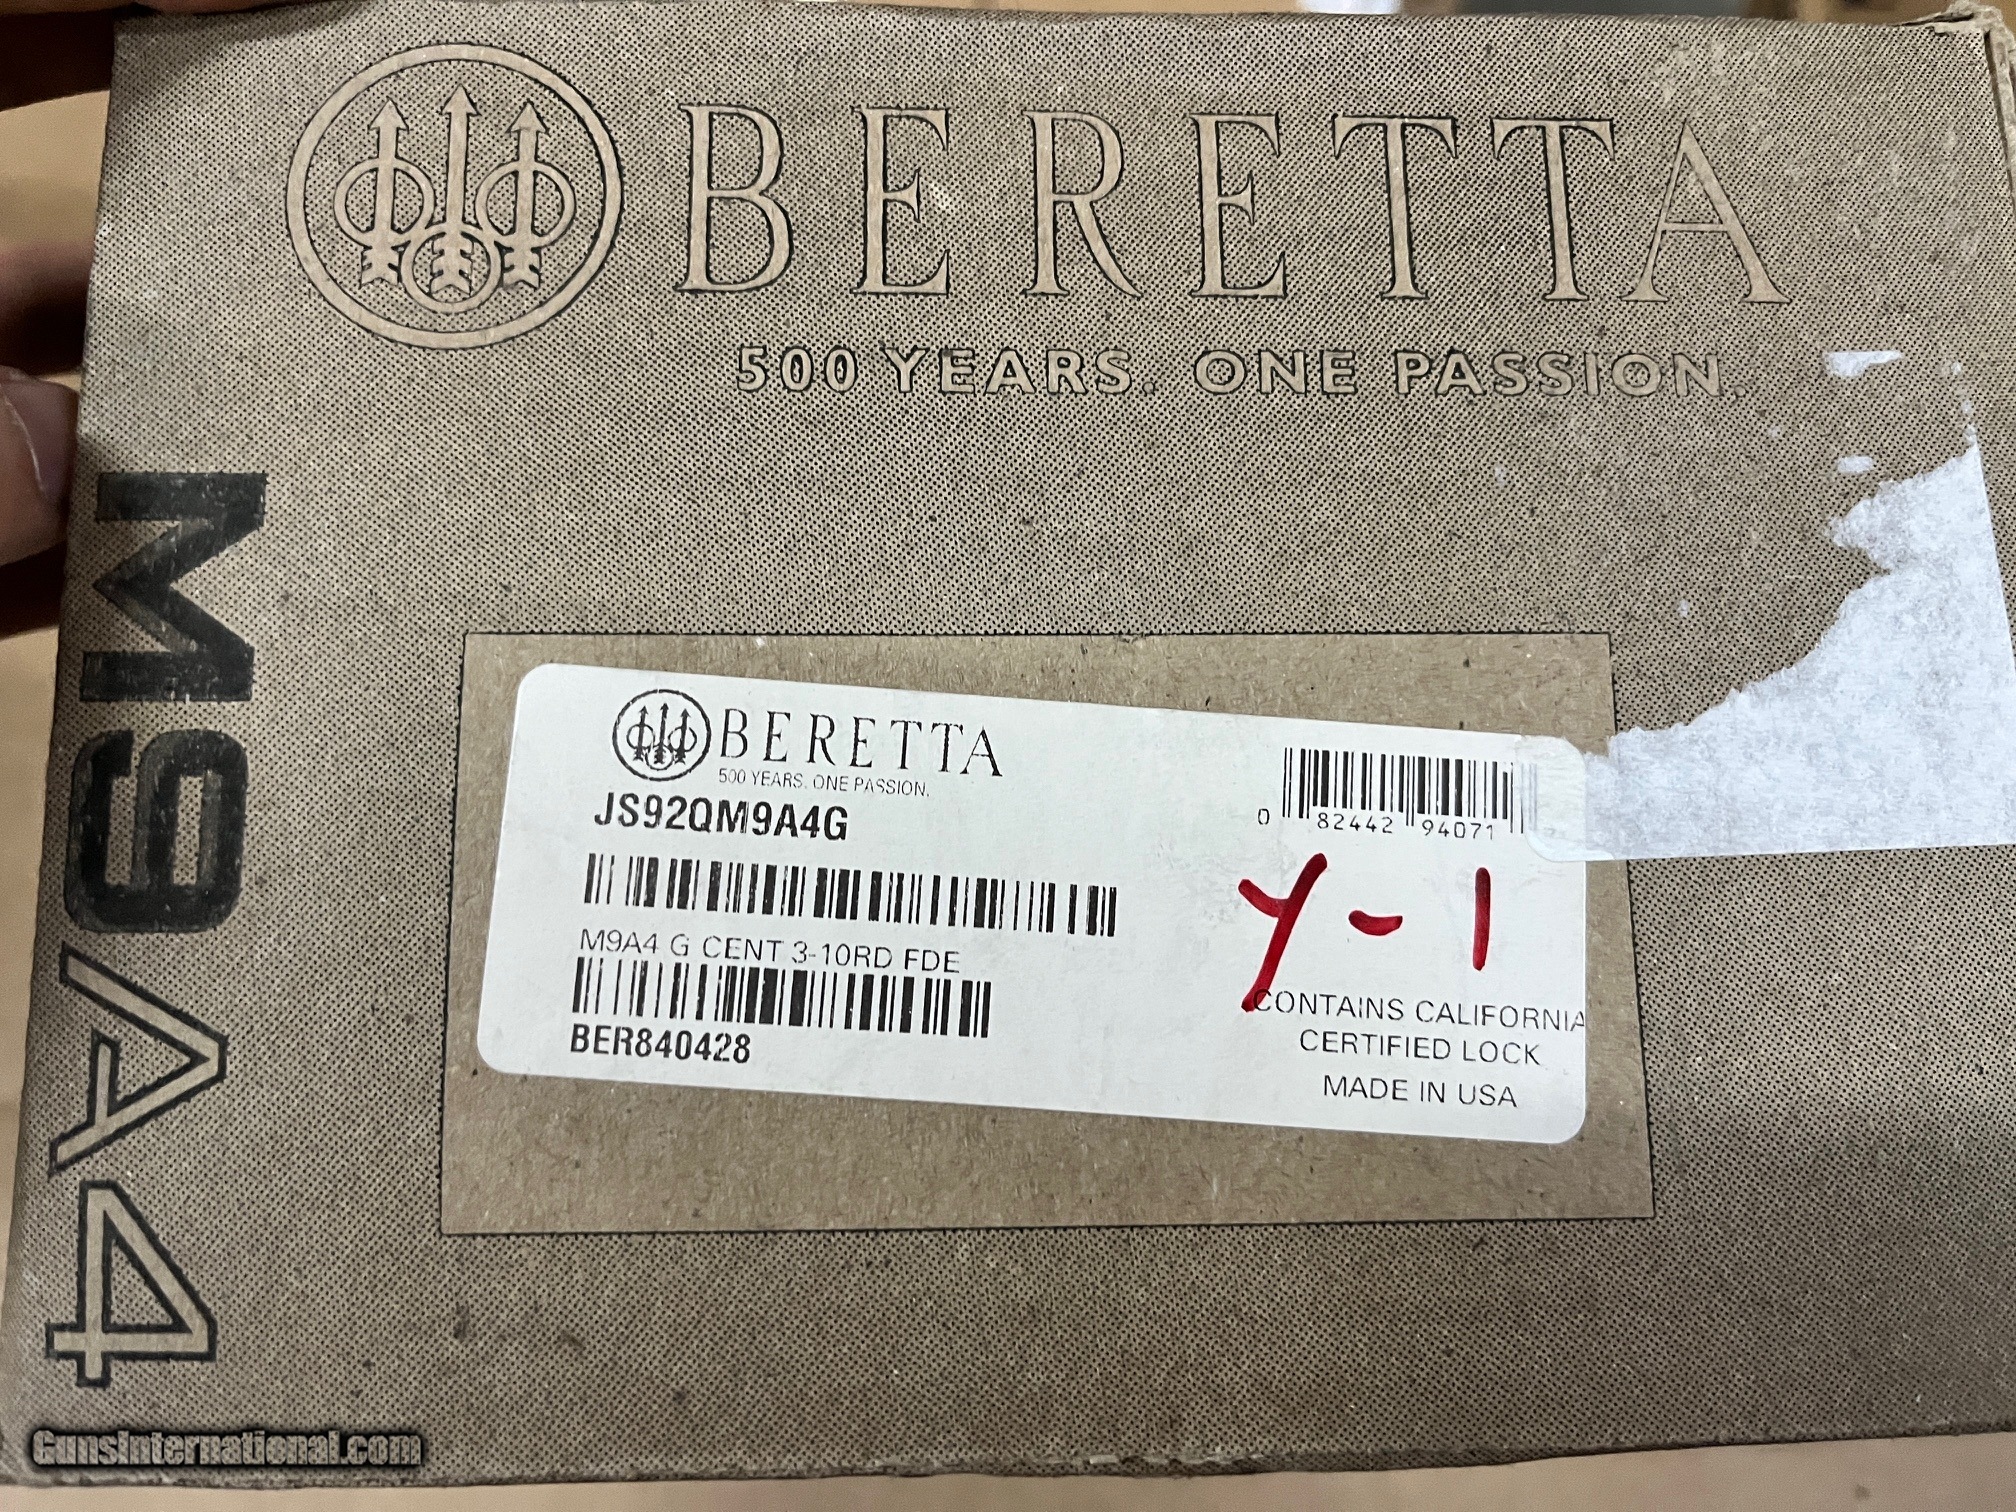 BERETTA
500 YEARS. ONE PASSION.
M9A4
BERETTA
500 YEARS. ONE PASSION.
JS92QM9A4G
0 82442 94071
M9A4 G CENT 3-10RD FDE
BER840428
Y-1
CONTAINS CALIFORNIA
CERTIFIED LOCK
MADE IN USA
GunsInternational.com